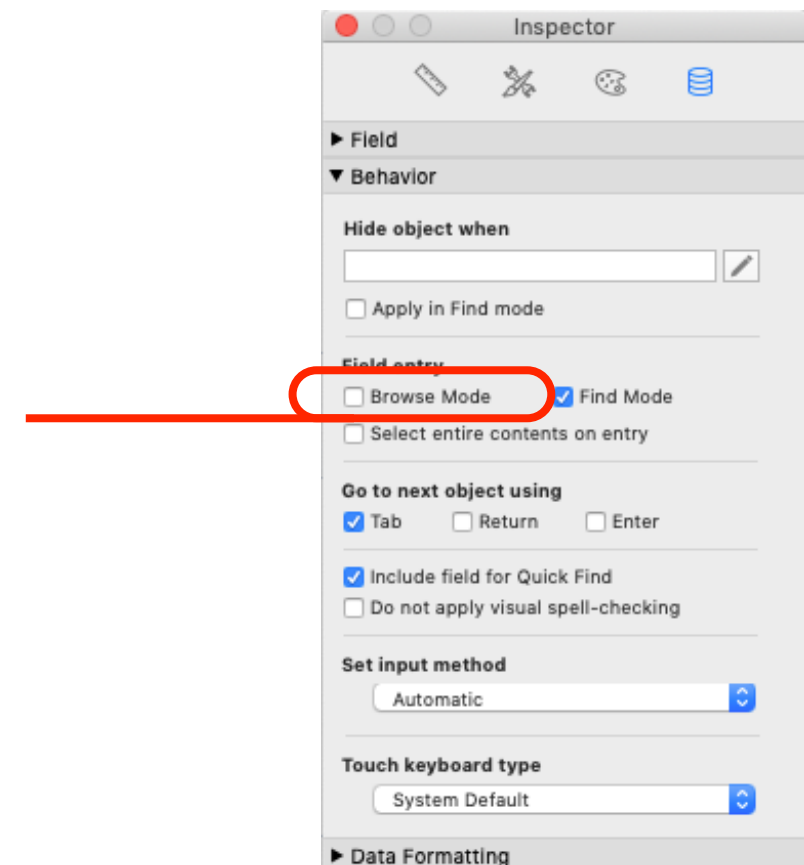 Inspector
Field
Behavior
Hide object when
Apply in Find mode
Field entry
Browse Mode Find Mode
Select entire contents on entry
Go to next object using
Tab Return Enter
Include field for Quick Find
Do not apply visual spell-checking
Set input method
Automatic
Touch keyboard type
System Default
Data Formatting